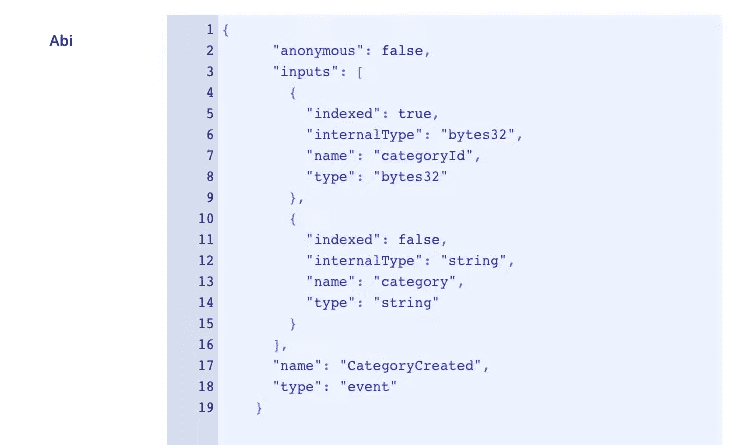 Abi
1 {
2 "anonymous": false,
3 "inputs": [
4 {
5 "indexed": true,
6 "internalType": "bytes32",
7 "name": "categoryId",
8 "type": "bytes32"
9 },
10 {
11 "indexed": false,
12 "internalType": "string",
13 "name": "category",
14 "type": "string"
15 }
16 ],
17 "name": "CategoryCreated",
18 "type": "event"
19 }